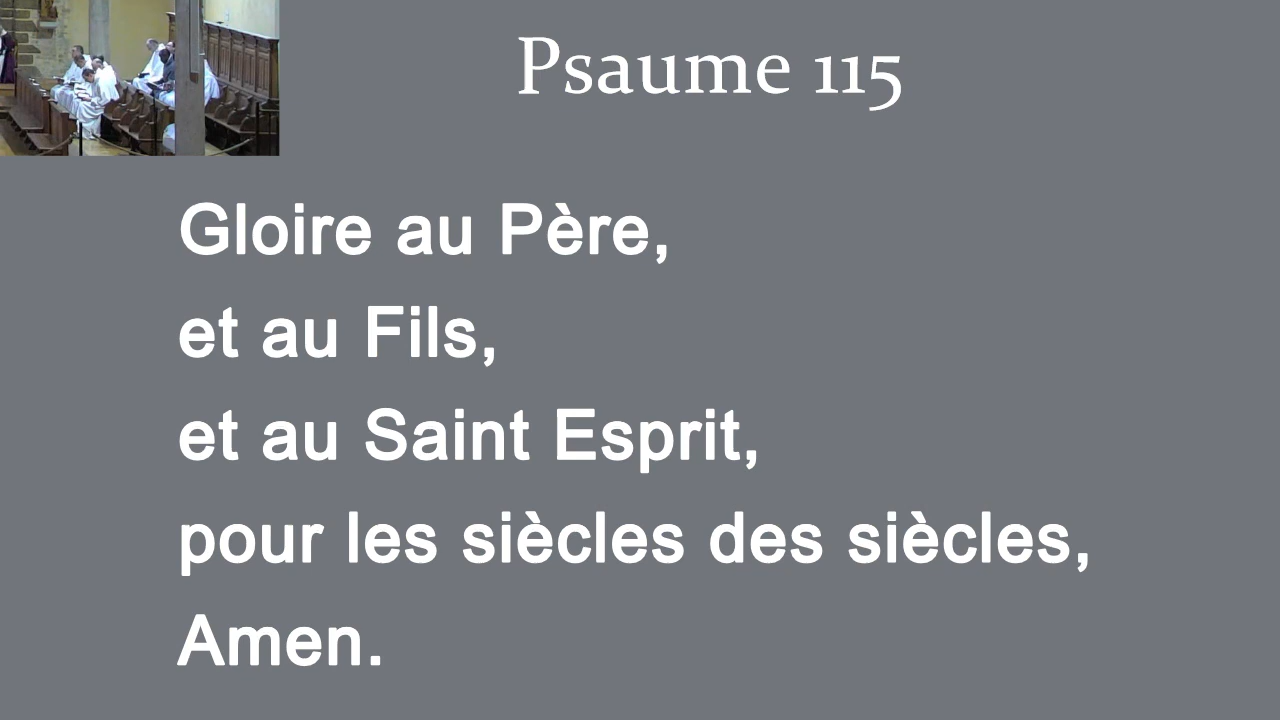 Psaume 115
Gloire au Père,
et au Fils,
et au Saint Esprit,
pour les siècles des siècles,
Amen.